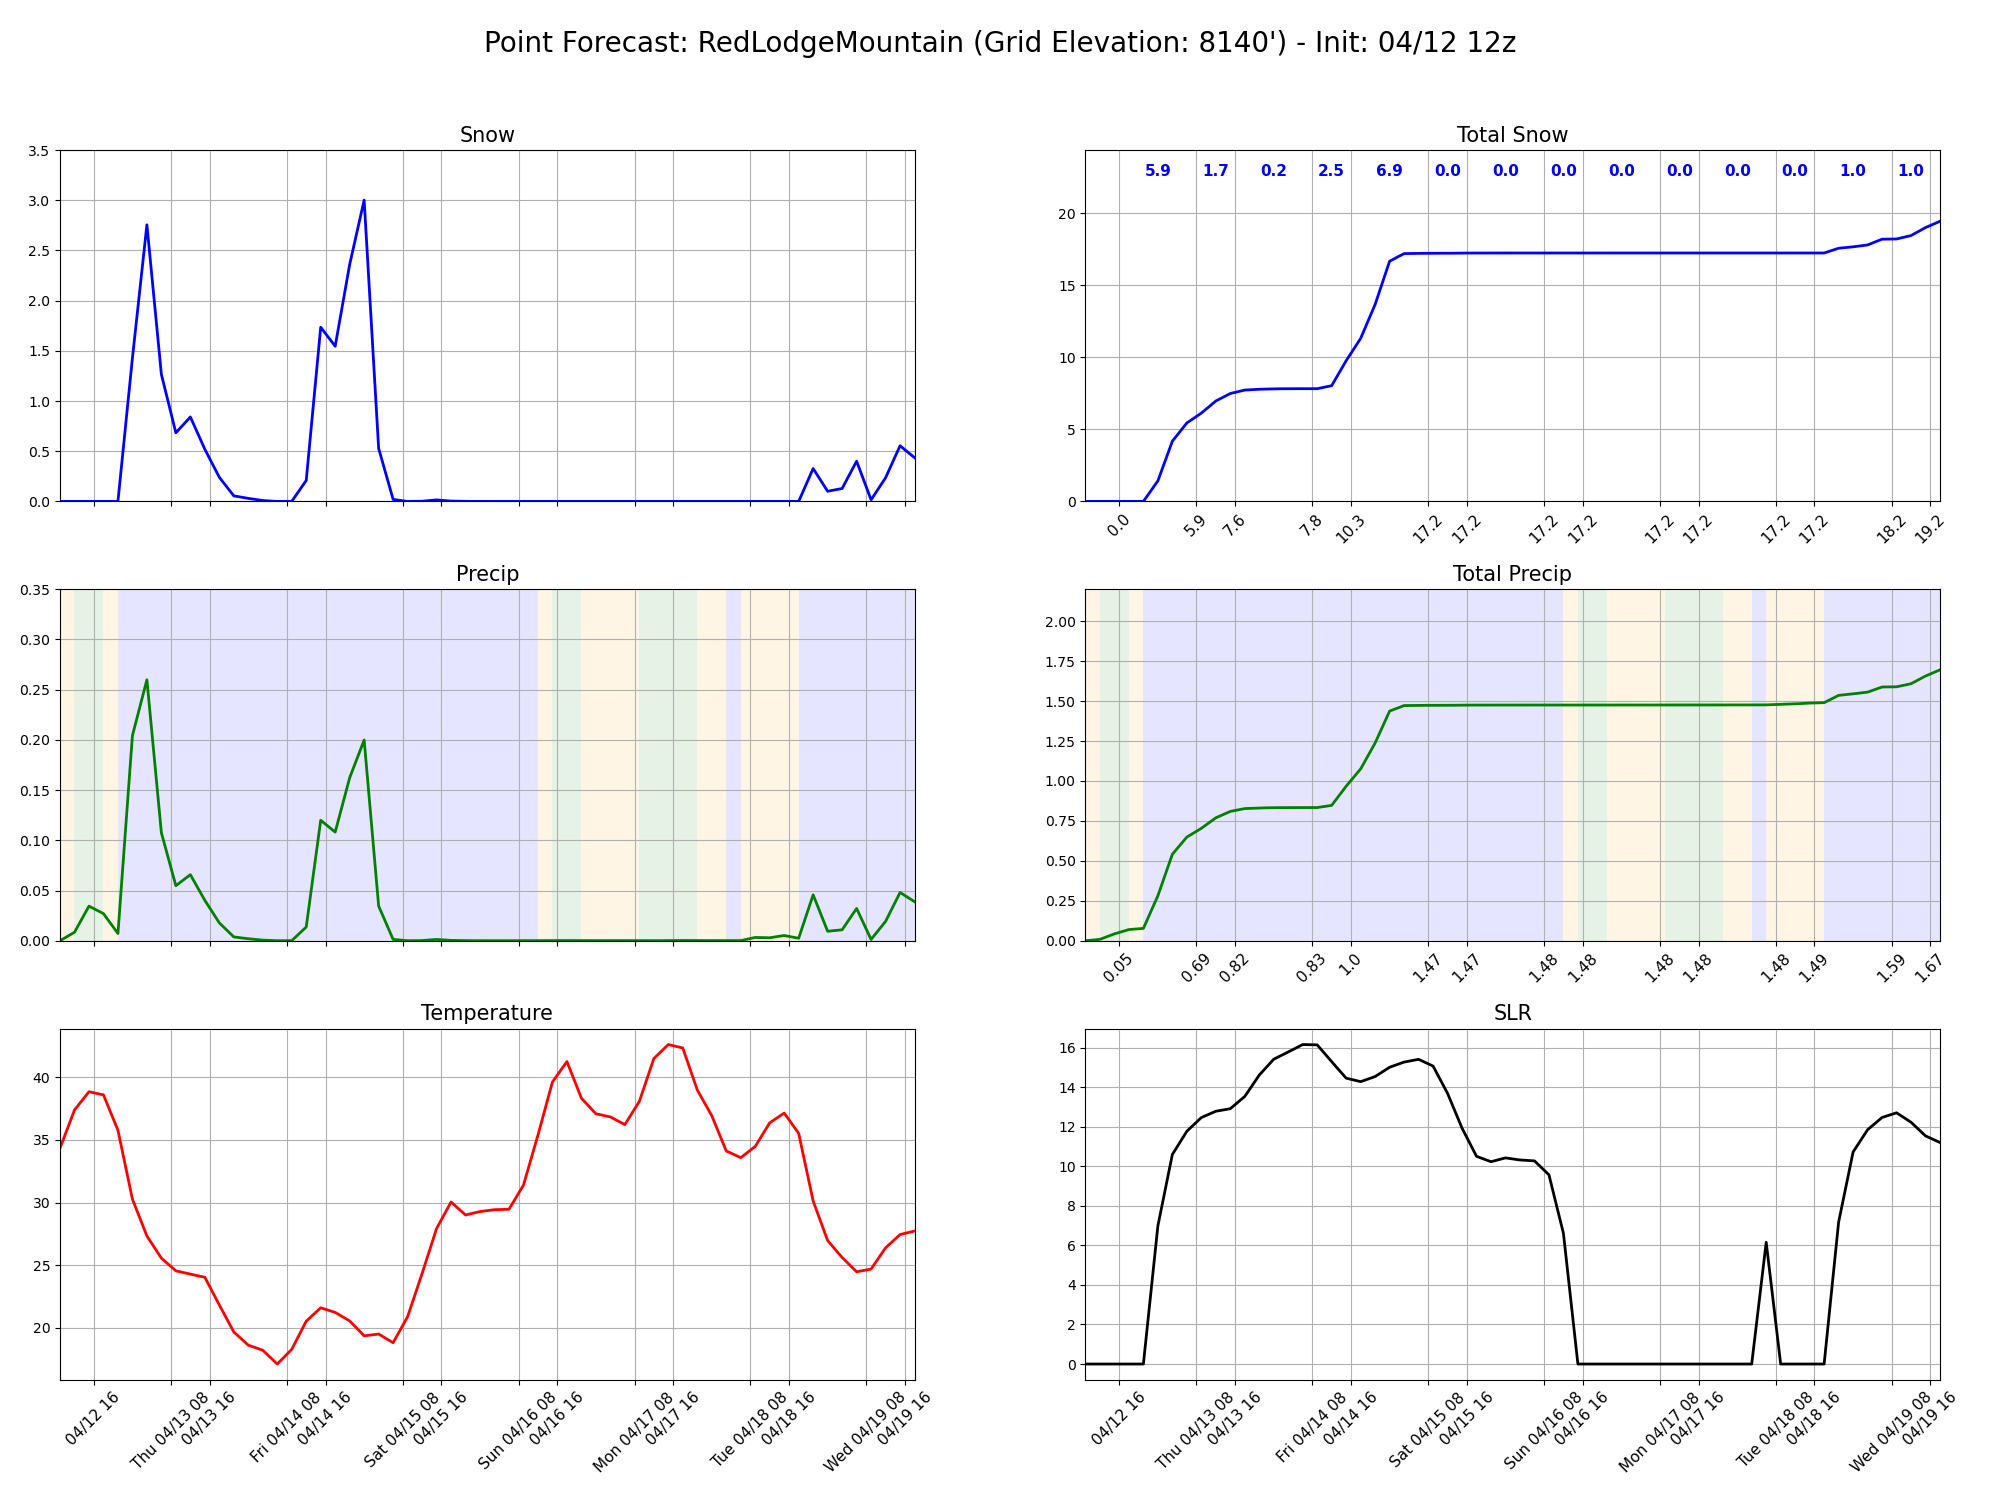 Point Forecast: RedLodgeMountain (Grid Elevation: 8140') - Init: 04/12 12z
Snow
3.5
3.0
2.5
2.0
1.5
1.0
0.5
0.0
Total Snow
5.9 1.7 0.2 2.5 6.9 0.0 0.0 0.0 0.0 0.0 0.0 0.0 1.0 1.0
20
15
10
5
0
0.0 5.9 7.6 7.8 10.3 17.2 17.2 17.2 17.2 17.2 17.2 17.2 17.2 18.2 19.2
Precip
0.35
0.30
0.25
0.20
0.15
0.10
0.05
0.00
Total Precip
2.00
1.75
1.50
1.25
1.00
0.75
0.50
0.25
0.00
0.05 0.69 0.82 0.83 1.0 1.47 1.47 1.48 1.48 1.48 1.48 1.48 1.49 1.59 1.67
Temperature
40
35
30
25
20
04/12 16
Thu 04/13 08
04/13 16
Fri 04/14 08
04/14 16
Sat 04/15 08
04/15 16
Sun 04/16 08
04/16 16
Mon 04/17 08
04/17 16
Tue 04/18 08
04/18 16
Wed 04/19 08
04/19 16
SLR
16
14
12
10
8
6
4
2
0
04/12 16
Thu 04/13 08
04/13 16
Fri 04/14 08
04/14 16
Sat 04/15 08
04/15 16
Sun 04/16 08
04/16 16
Mon 04/17 08
04/17 16
Tue 04/18 08
04/18 16
Wed 04/19 08
04/19 16